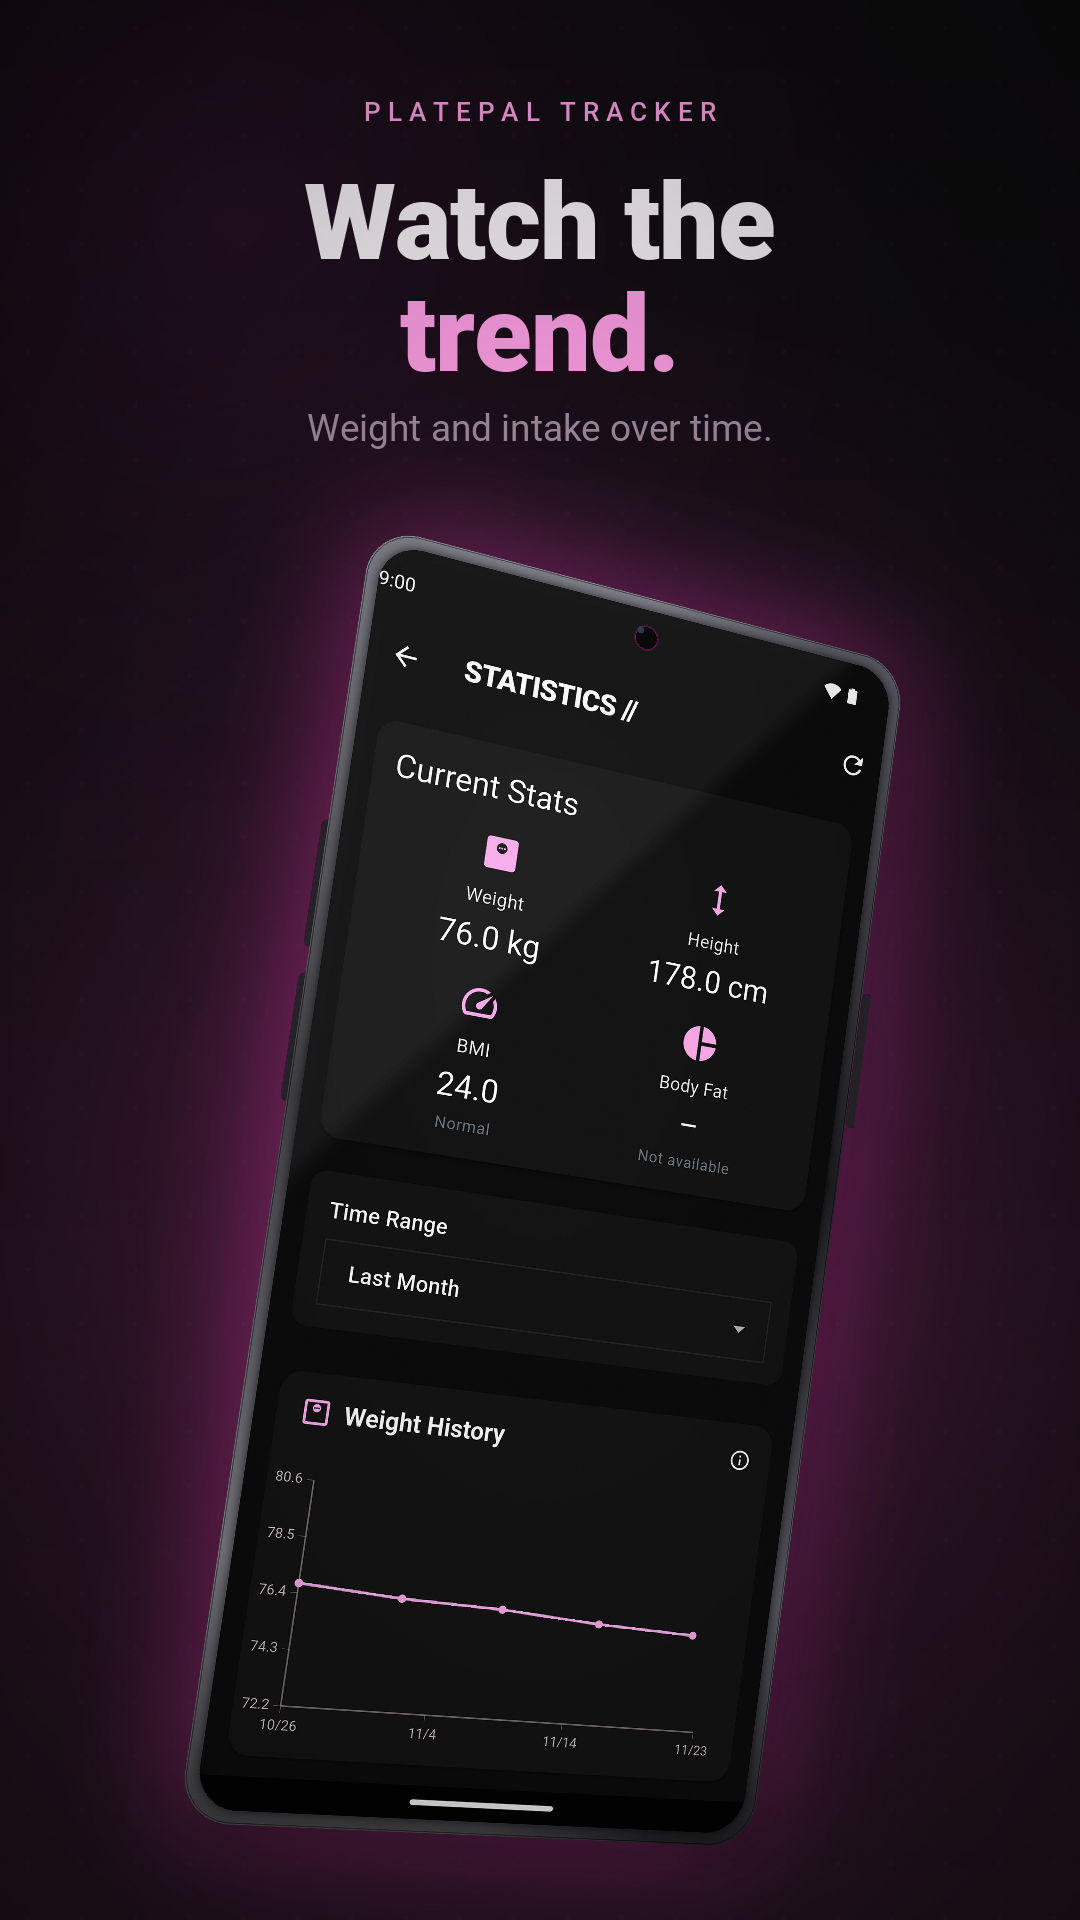 PLATEPAL TRACKER
Watch the
trend.
Weight and intake over time.
9:00
STATISTICS //
Current Stats
Weight
76.0 kg
Height
178.0 cm
BMI
24.0
Normal
Body Fat
–
Not available
Time Range
Last Month
Weight History
80.6
78.5
76.4
74.3
72.2
10/26
11/4
11/14
11/23